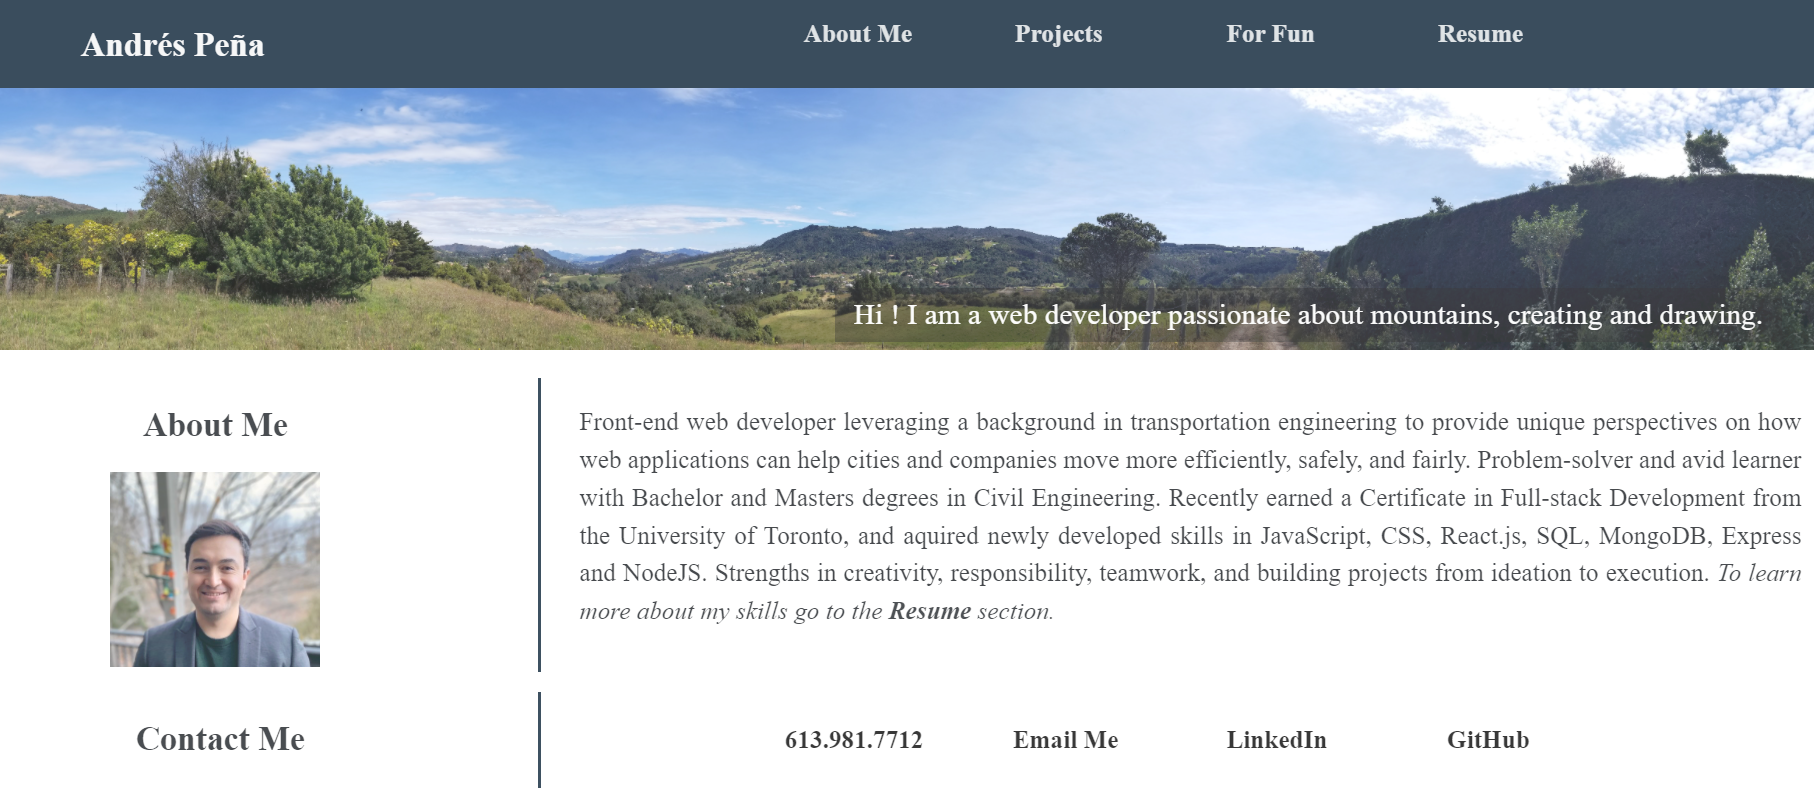 Andrés Peña
About Me
Projects
For Fun
Resume
Hi ! I am a web developer passionate about mountains, creating and drawing.
About Me
Front-end web developer leveraging a background in transportation engineering to provide unique perspectives on how
web applications can help cities and companies move more efficiently, safely, and fairly. Problem-solver and avid learner
with Bachelor and Masters degrees in Civil Engineering. Recently earned a Certificate in Full-stack Development from
the University of Toronto, and aquired newly developed skills in JavaScript, CSS, React.js, SQL, MongoDB, Express
and NodeJS. Strengths in creativity, responsibility, teamwork, and building projects from ideation to execution. To learn
more about my skills go to the Resume section.
Contact Me
613.981.7712
Email Me
LinkedIn
GitHub